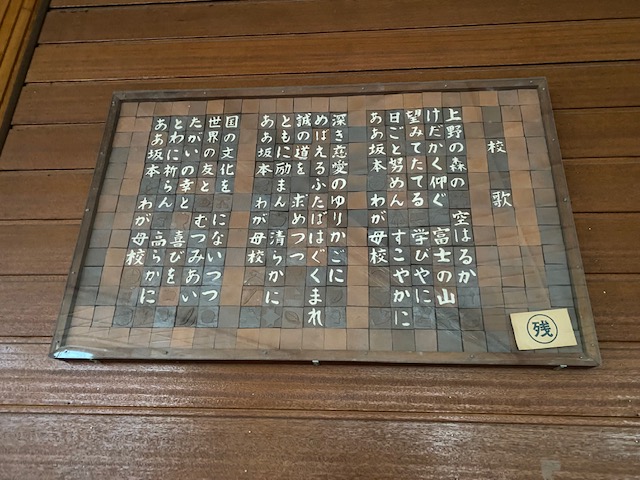 校歌
上野の森の 空はるか
けだかく仰ぐ 富士の山
望みてたてる 学びやに
日ごと努めん すこやかに
ああ坂本 わが母校
深き慈愛のゆりかごに
めばえるふたばはぐくまれ
誠の道を 求めつつ
ともに励まん 清らかに
ああ坂本 わが母校
国の文化を にないつつ
世界の友と むつみあい
たがいの幸と 喜びを
とわに祈らん 高らかに
ああ坂本 わが母校
残